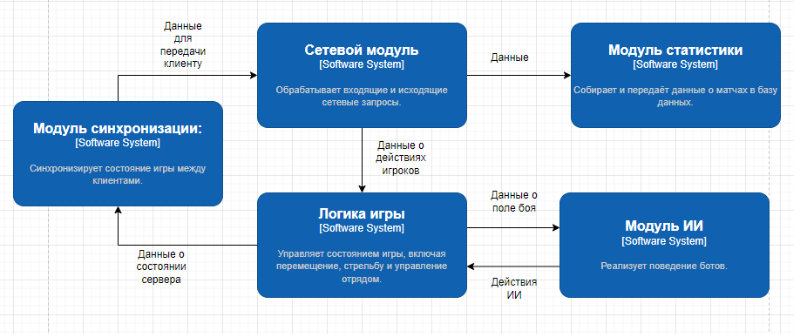 Данные
для
передачи
клиенту
Сетевой модуль
[Software System]
Обрабатывает входящие и исходящие
сетевые запросы.
Данные
Модуль статистики
[Software System]
Собирает и передаёт данные о матчах в базу
данных.
Модуль синхронизации:
[Software System]
Синхронизирует состояние игры между
клиентами.
Данные о
действиях
игроков
Логика игры
[Software System]
Управляет состоянием игры, включая
перемещение, стрельбу и управление
отрядом.
Данные о
поле боя
Модуль ИИ
[Software System]
Реализует поведение ботов.
Данные о
состоянии
сервера
Действия
ИИ